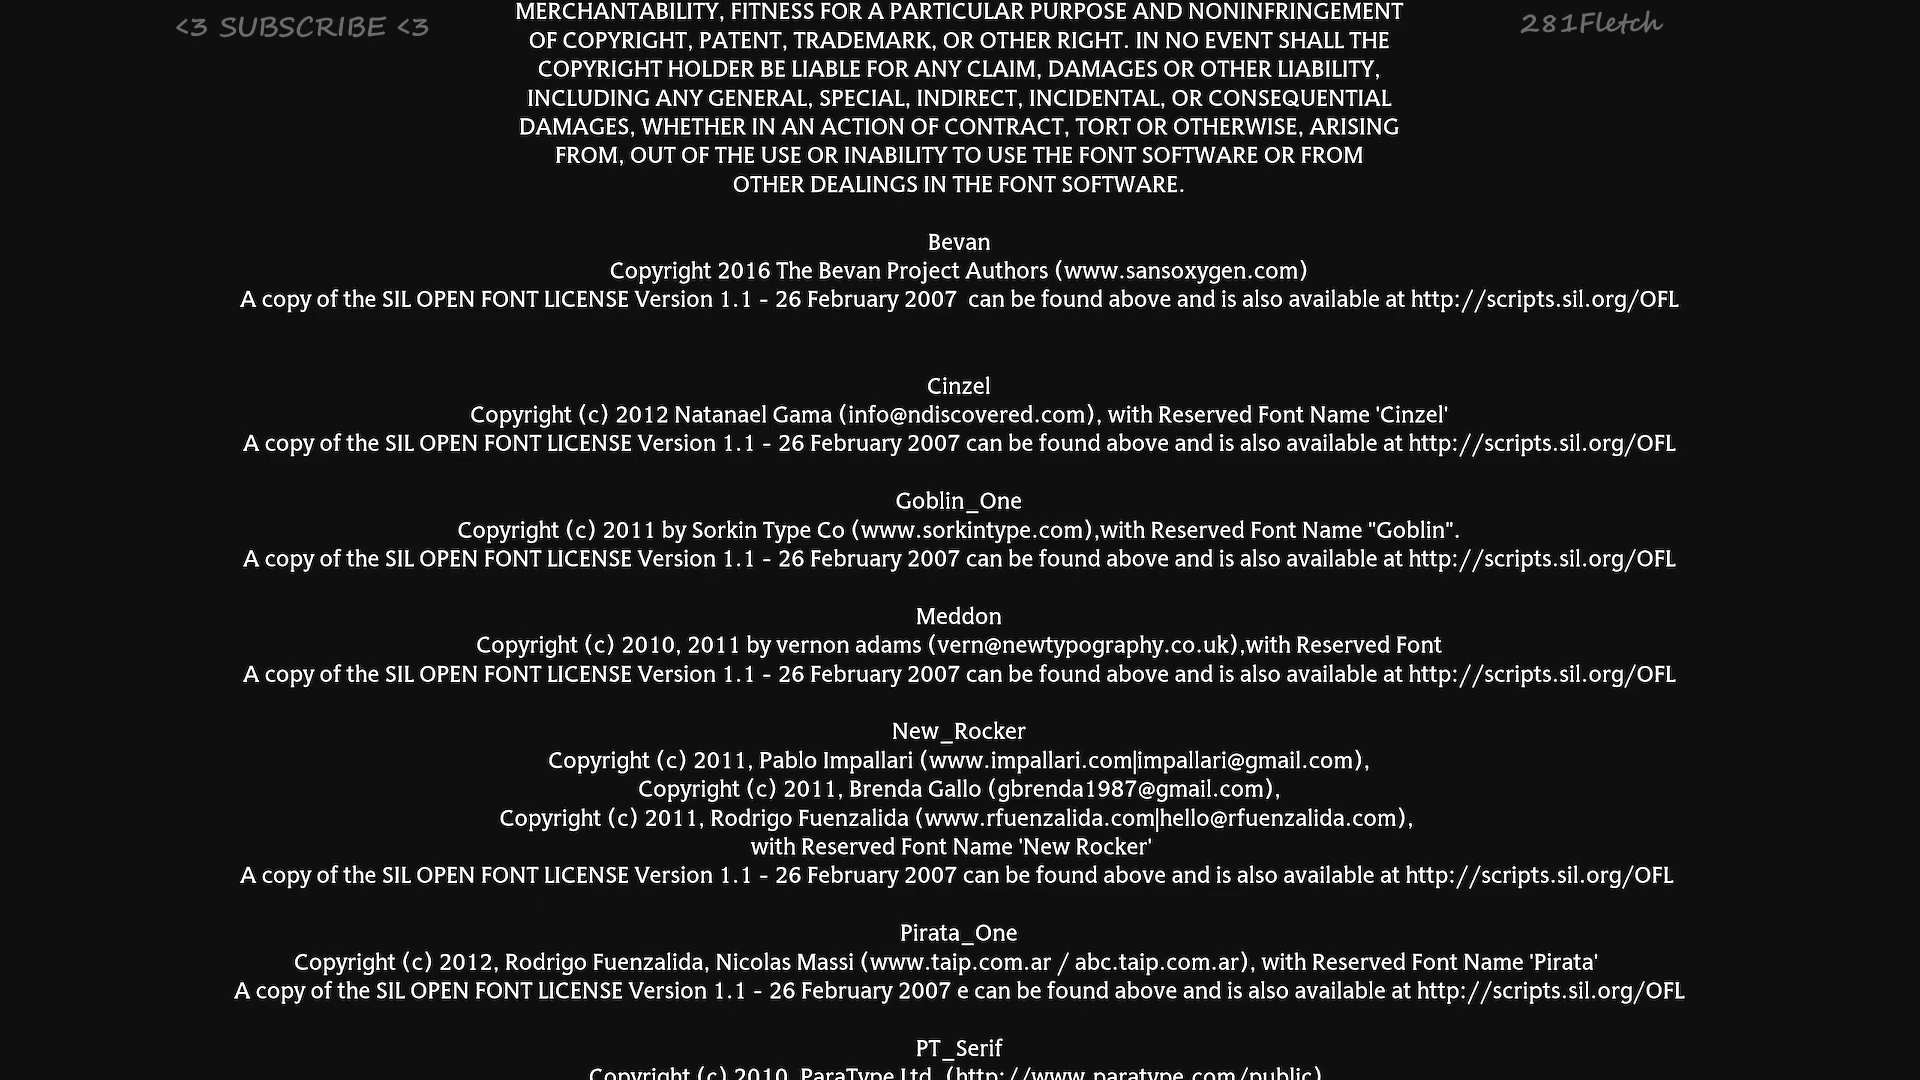 <3 SUBSCRIBE <3
281Fletch
MERCHANTABILITY, FITNESS FOR A PARTICULAR PURPOSE AND NONINFRINGEMENT
OF COPYRIGHT, PATENT, TRADEMARK, OR OTHER RIGHT. IN NO EVENT SHALL THE
COPYRIGHT HOLDER BE LIABLE FOR ANY CLAIM, DAMAGES OR OTHER LIABILITY,
INCLUDING ANY GENERAL, SPECIAL, INDIRECT, INCIDENTAL, OR CONSEQUENTIAL
DAMAGES, WHETHER IN AN ACTION OF CONTRACT, TORT OR OTHERWISE, ARISING
FROM, OUT OF THE USE OR INABILITY TO USE THE FONT SOFTWARE OR FROM
OTHER DEALINGS IN THE FONT SOFTWARE.
Bevan
Copyright 2016 The Bevan Project Authors (www.sansoxygen.com)
A copy of the SIL OPEN FONT LICENSE Version 1.1 - 26 February 2007  can be found above and is also available at http://scripts.sil.org/OFL
Cinzel
Copyright (c) 2012 Natanael Gama (info@ndiscovered.com), with Reserved Font Name 'Cinzel'
A copy of the SIL OPEN FONT LICENSE Version 1.1 - 26 February 2007 can be found above and is also available at http://scripts.sil.org/OFL
Goblin_One
Copyright (c) 2011 by Sorkin Type Co (www.sorkintype.com),with Reserved Font Name "Goblin".
A copy of the SIL OPEN FONT LICENSE Version 1.1 - 26 February 2007 can be found above and is also available at http://scripts.sil.org/OFL
Meddon
Copyright (c) 2010, 2011 by vernon adams (vern@newtypography.co.uk),with Reserved Font
A copy of the SIL OPEN FONT LICENSE Version 1.1 - 26 February 2007 can be found above and is also available at http://scripts.sil.org/OFL
New_Rocker
Copyright (c) 2011, Pablo Impallari (www.impallari.com|impallari@gmail.com),
Copyright (c) 2011, Brenda Gallo (gbrenda1987@gmail.com),
Copyright (c) 2011, Rodrigo Fuenzalida (www.rfuenzalida.com|hello@rfuenzalida.com),
with Reserved Font Name 'New Rocker'
A copy of the SIL OPEN FONT LICENSE Version 1.1 - 26 February 2007 can be found above and is also available at http://scripts.sil.org/OFL
Pirata_One
Copyright (c) 2012, Rodrigo Fuenzalida, Nicolas Massi (www.taip.com.ar / abc.taip.com.ar), with Reserved Font Name 'Pirata'
A copy of the SIL OPEN FONT LICENSE Version 1.1 - 26 February 2007 e can be found above and is also available at http://scripts.sil.org/OFL
PT_Serif
Copyright (c) 2010, ParaType Ltd. (http://www.paratype.com/public)